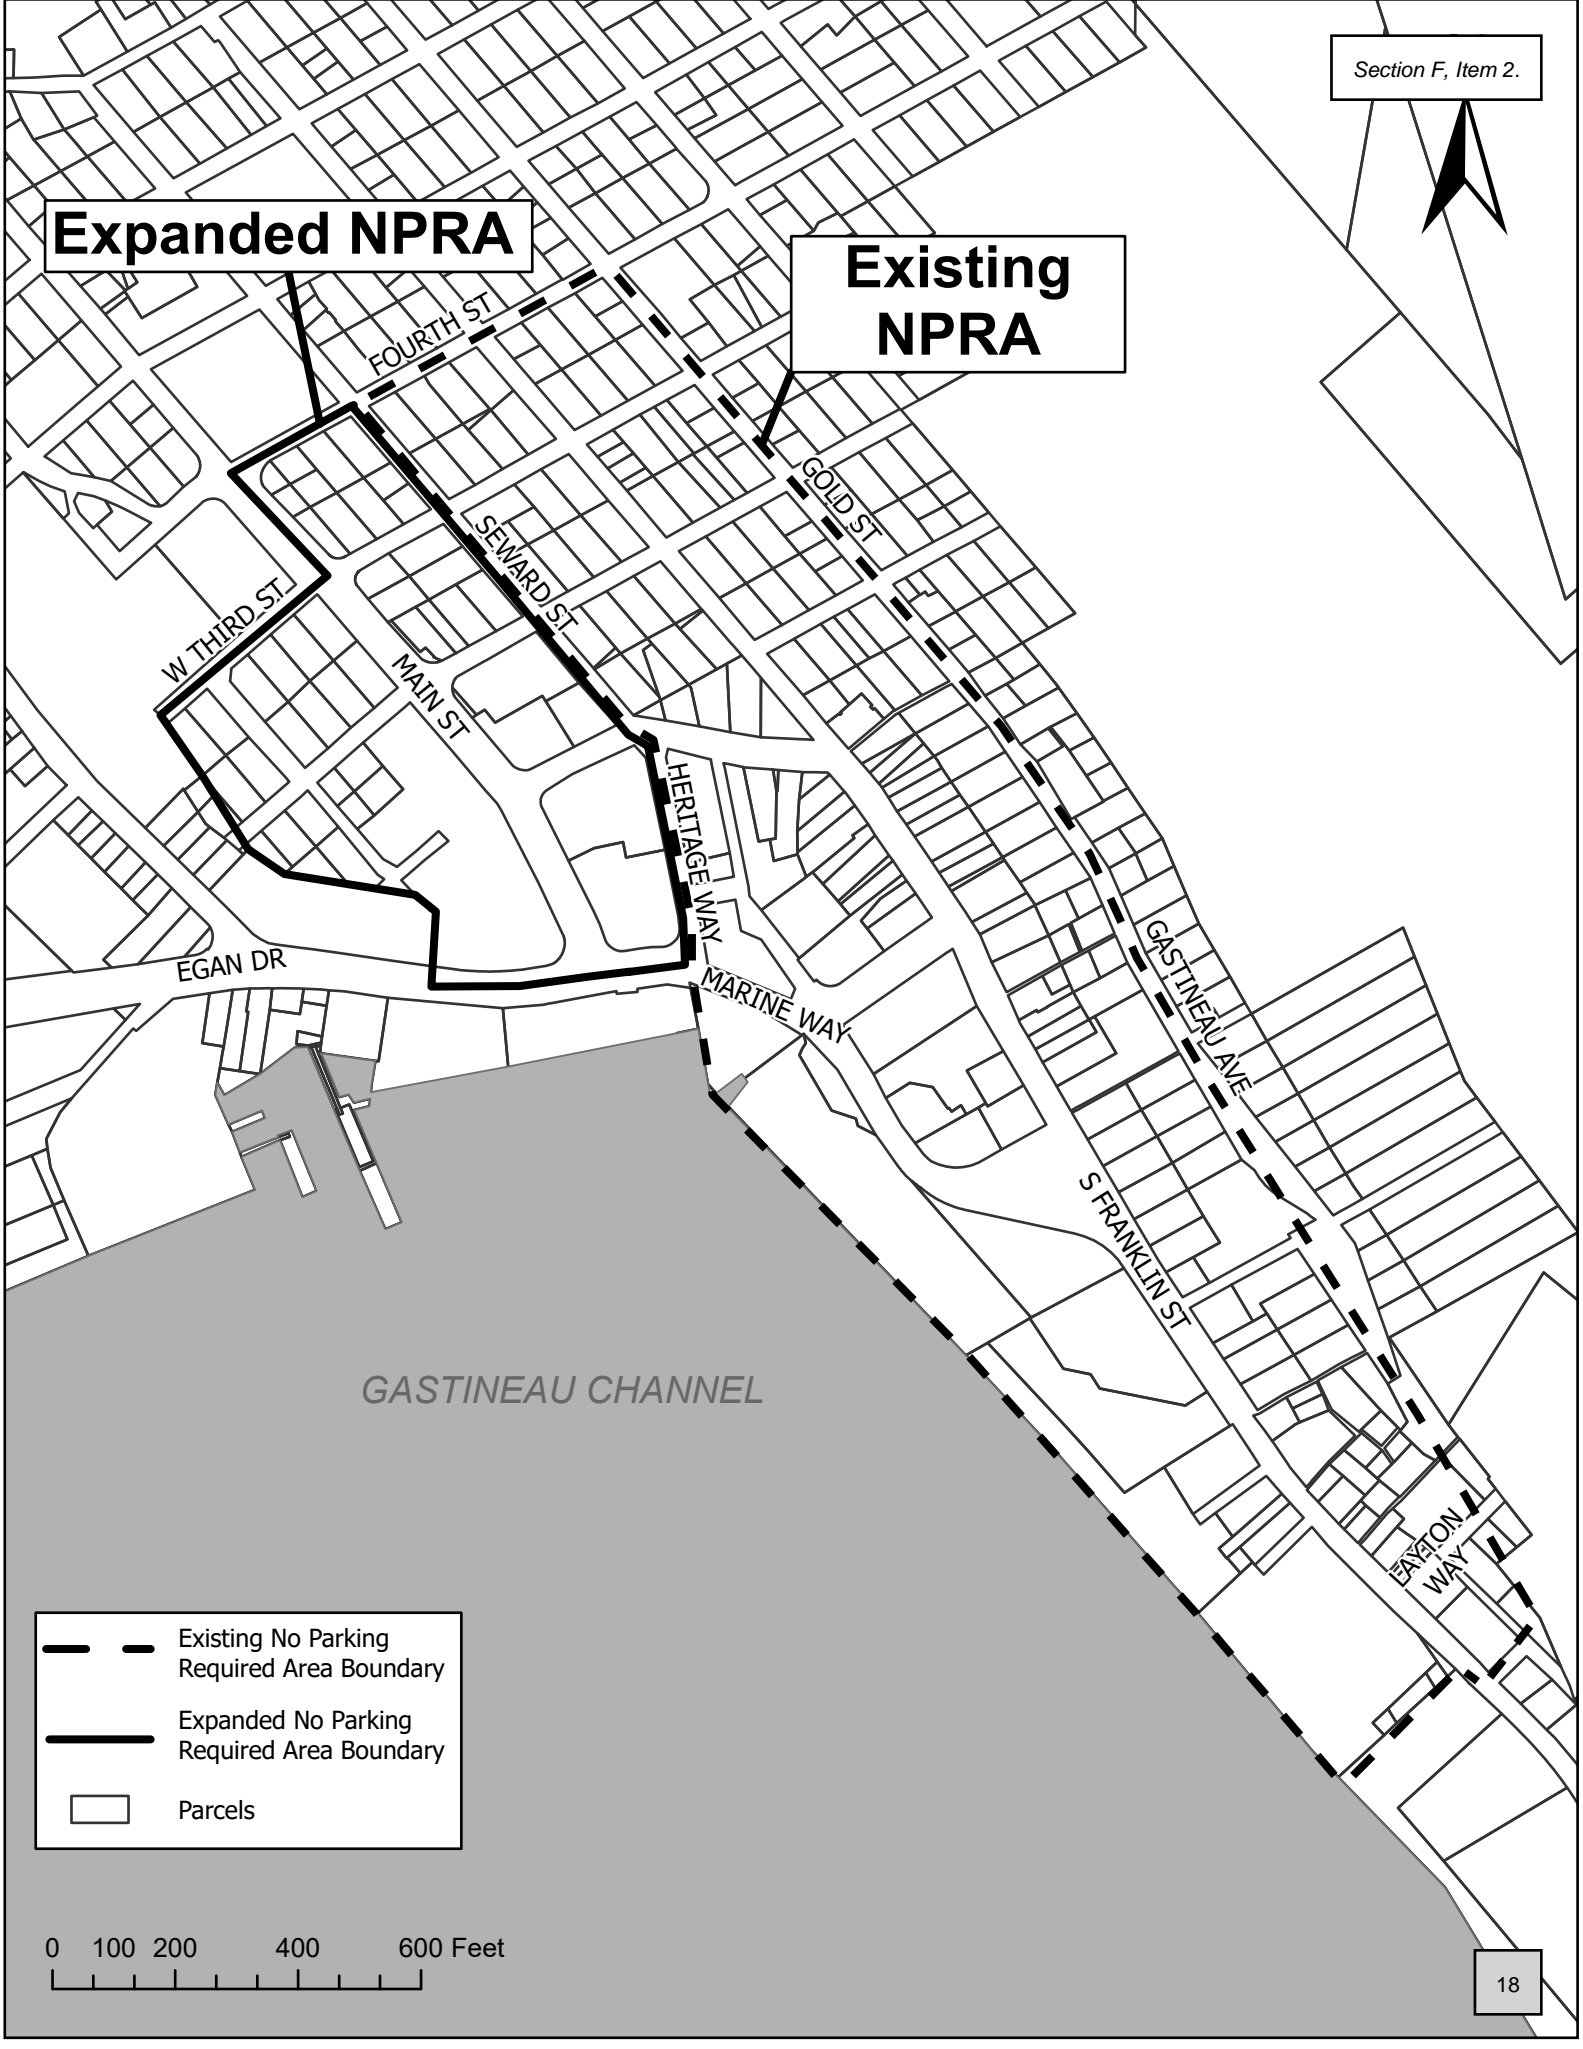 Section F, Item 2.
Expanded NPRA
Existing
NPRA
FOURTH ST
GOLD ST
SEWARD ST
W THIRD ST
MAIN ST
HERITAGE WAY
EGAN DR
MARINE WAY
GASTINEAU AVE
S FRANKLIN ST
GASTINEAU CHANNEL
LAYTON
WAY
Existing No Parking
Required Area Boundary
Expanded No Parking
Required Area Boundary
Parcels
0 100 200 400 600 Feet
18